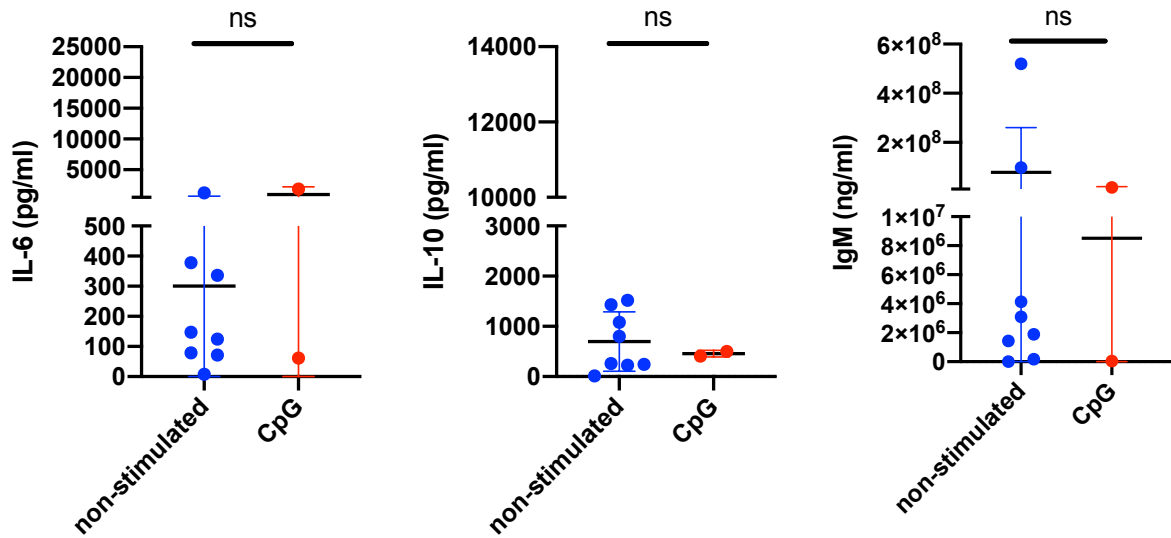 ns
25000
20000
15000
10000
5000
500
400
300
200
100
0
IL-6 (pg/ml)
non-stimulated
CpG
ns
14000
12000
10000
3000
2000
1000
0
IL-10 (pg/ml)
non-stimulated
CpG
ns
6×10⁸
4×10⁸
2×10⁸
1×10⁷
8×10⁶
6×10⁶
4×10⁶
2×10⁶
0
IgM (ng/ml)
non-stimulated
CpG